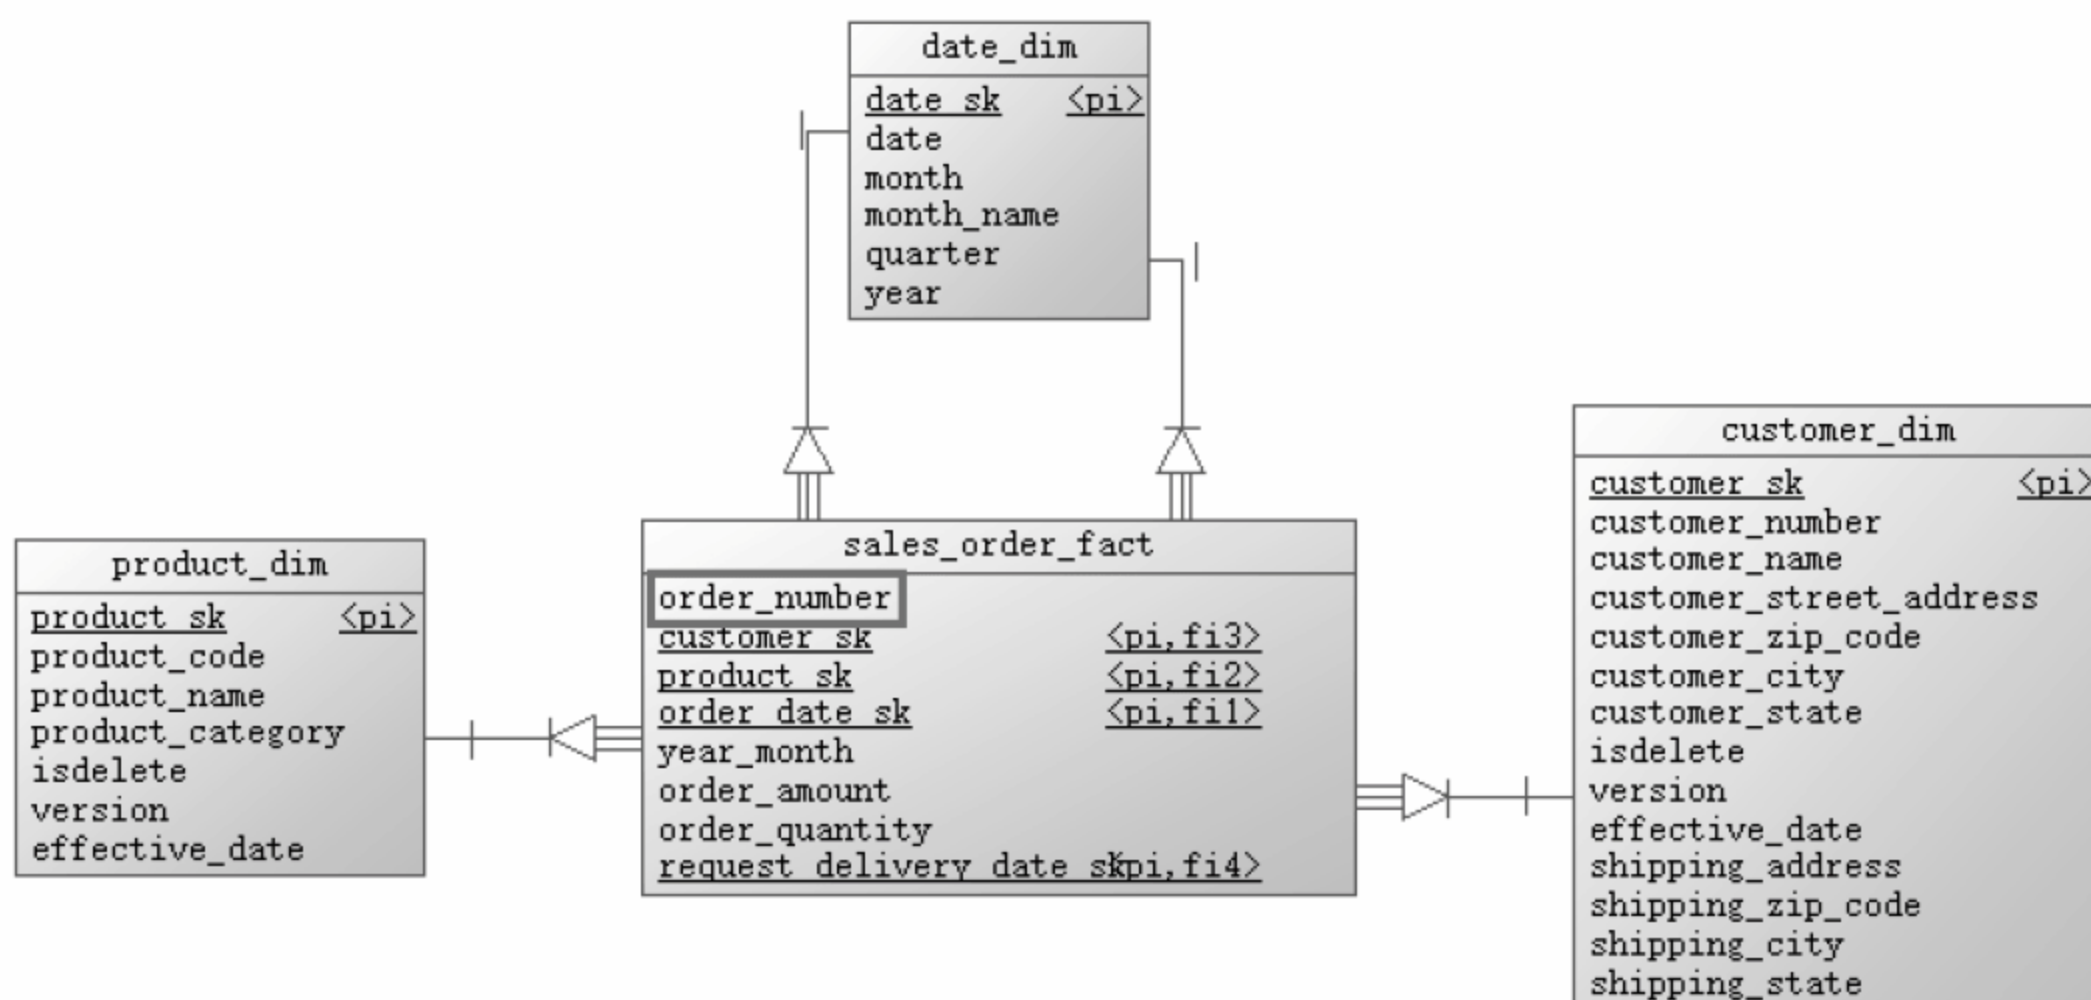 date_dim
date_sk <pi>
date
month
month_name
quarter
year
product_dim
product_sk <pi>
product_code
product_name
product_category
isdelete
version
effective_date
sales_order_fact
order_number
customer_sk <pi,fi3>
product_sk <pi,fi2>
order_date_sk <pi,fi1>
year_month
order_amount
order_quantity
request_delivery_date_sk<pi,fi4>
customer_dim
customer_sk <pi>
customer_number
customer_name
customer_street_address
customer_zip_code
customer_city
customer_state
isdelete
version
effective_date
shipping_address
shipping_zip_code
shipping_city
shipping_state